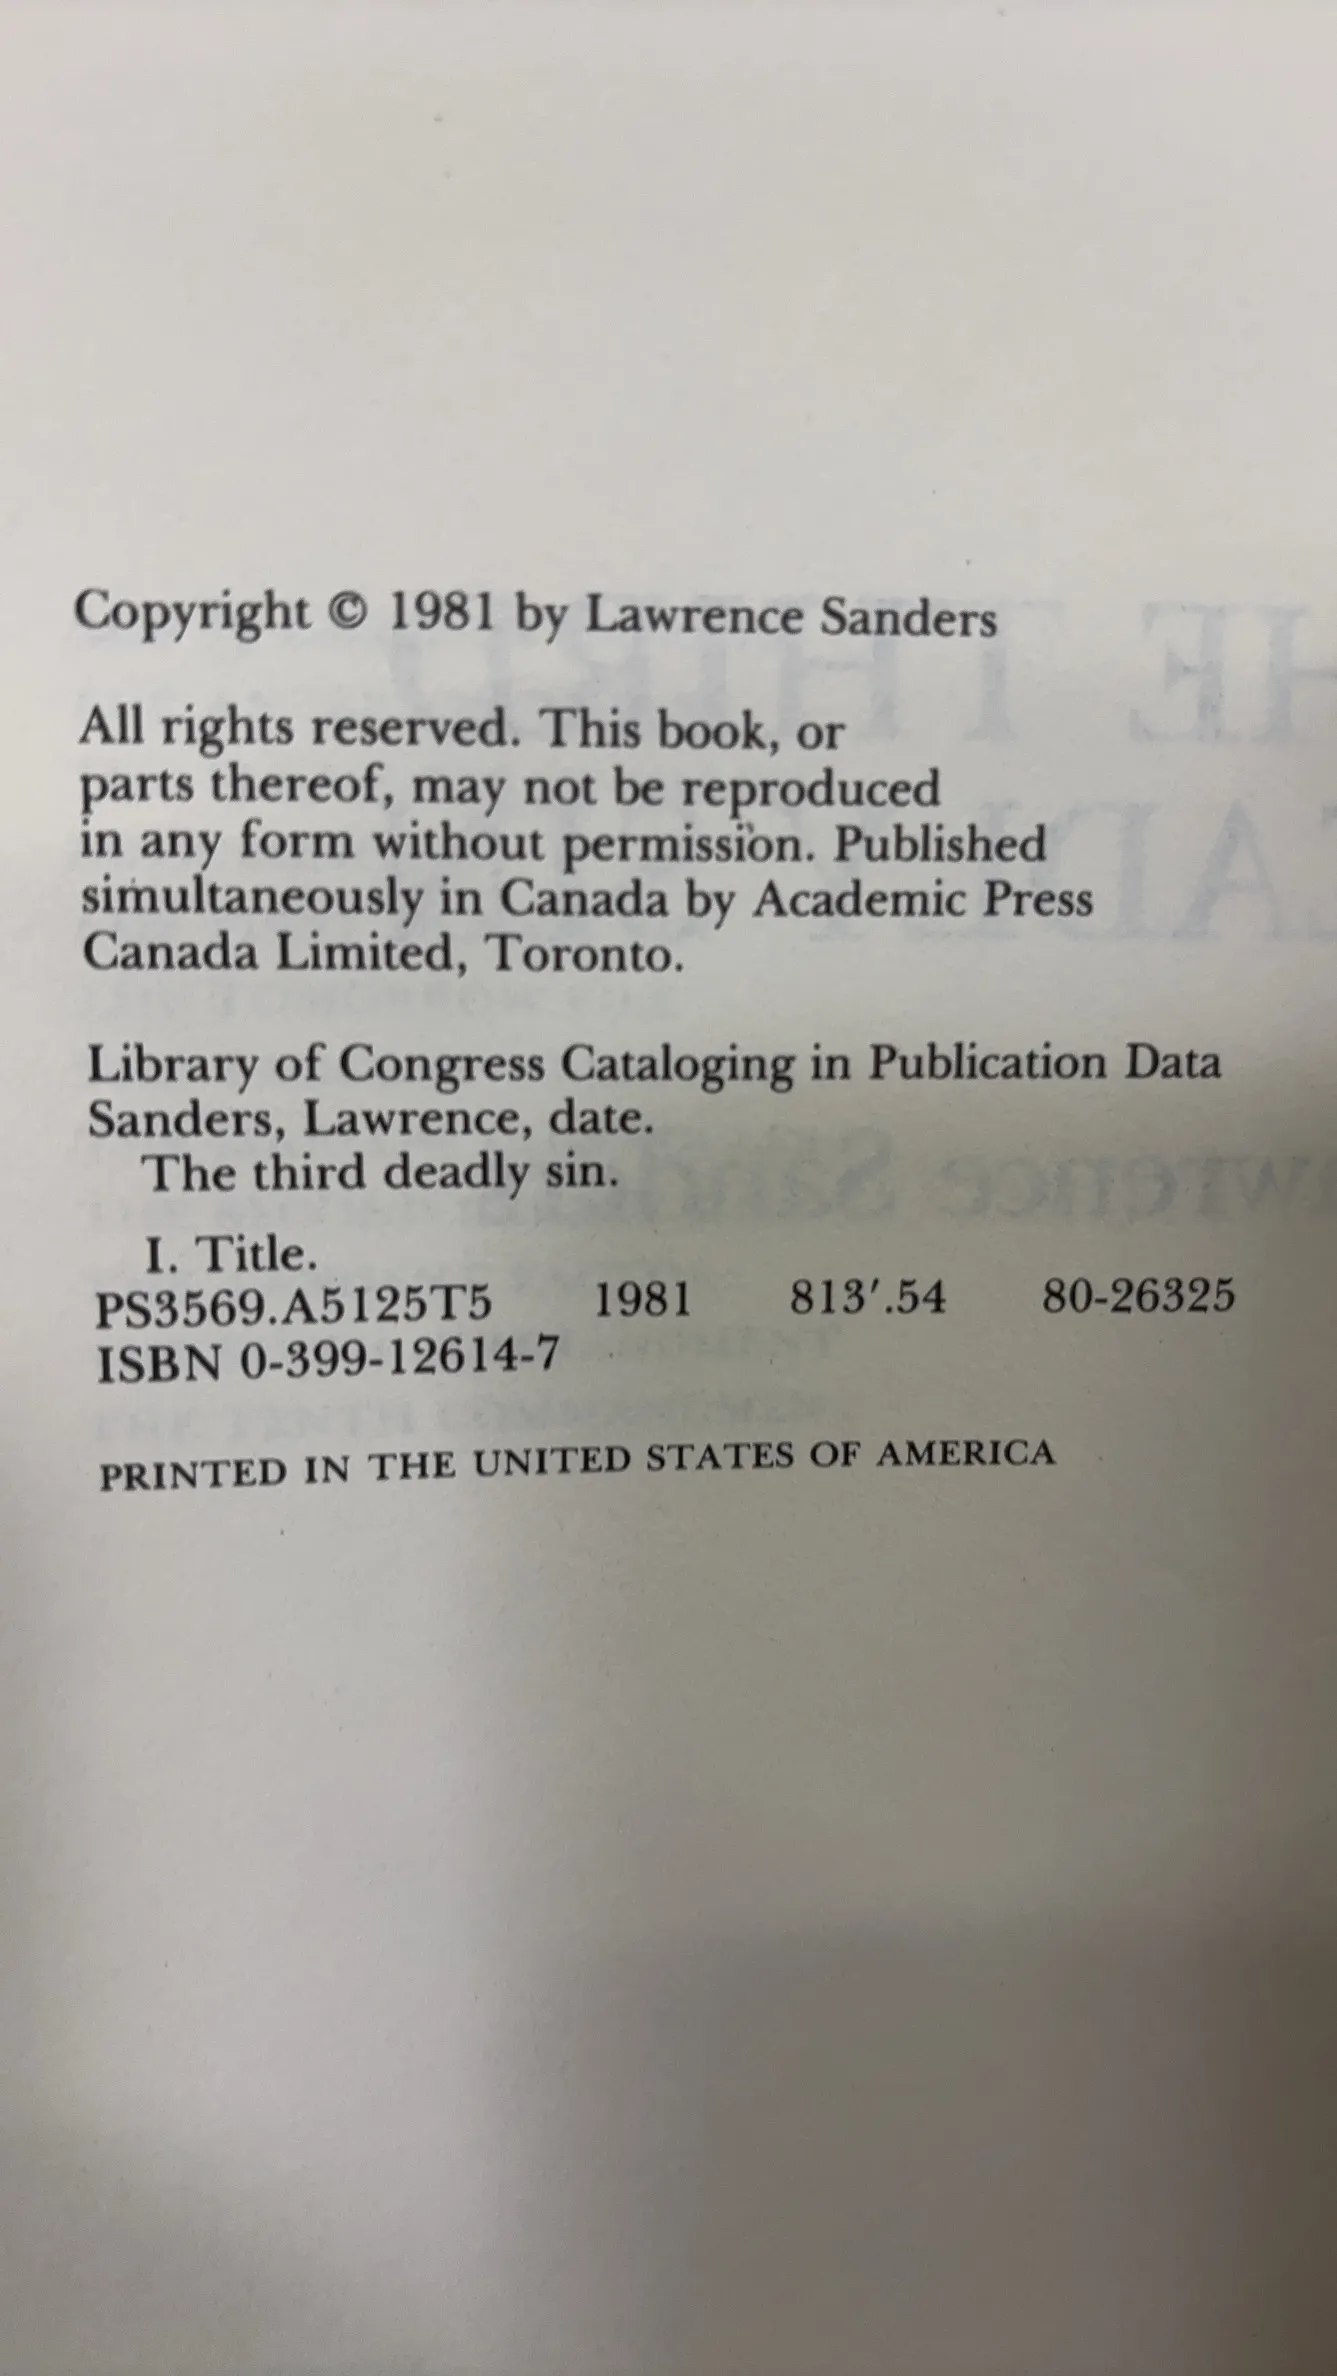 Copyright © 1981 by Lawrence Sanders
All rights reserved. This book, or
parts thereof, may not be reproduced
in any form without permission. Published
simultaneously in Canada by Academic Press
Canada Limited, Toronto.
Library of Congress Cataloging in Publication Data
Sanders, Lawrence, date.
The third deadly sin.
I. Title.
PS3569.A5125T5 1981 813'.54 80-26325
ISBN 0-399-12614-7
PRINTED IN THE UNITED STATES OF AMERICA